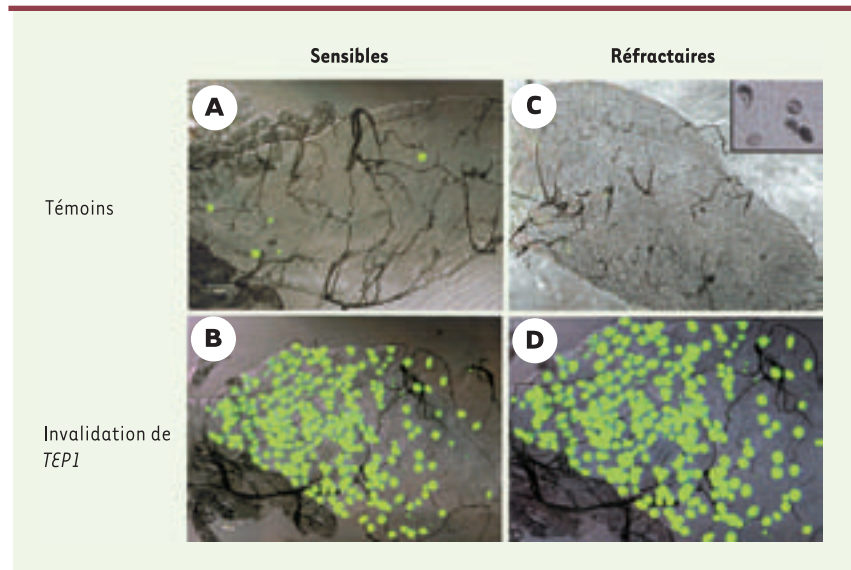 Sensibles
Réfractaires
A
C
Témoins
B
D
Invalidation de
TEP1